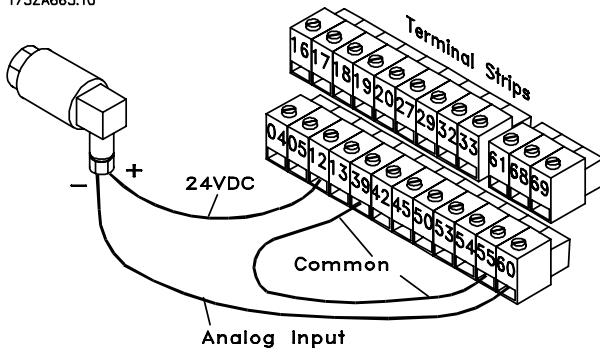 175ZA663.10
Terminal Strips
16 17 18 19 20 27 29 32 33 61 68 69
04 05 12 13 39 42 45 50 53 54 55 60
- +
24VDC
Common
Analog Input